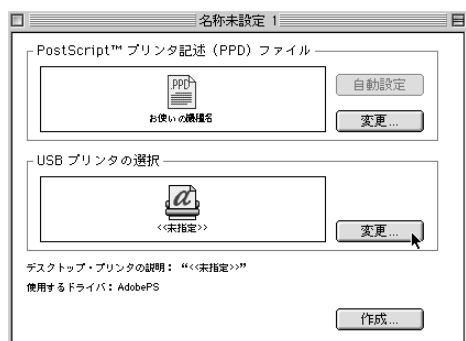 名称未設定 1
PostScript™ プリンタ記述（PPD）ファイル
.PPD
自動設定
お使いの機種名
変更...
USB プリンタの選択
a
<<未指定>>
変更...
デスクトップ・プリンタの説明： “<<未指定>>”
使用するドライバ：AdobePS
作成...